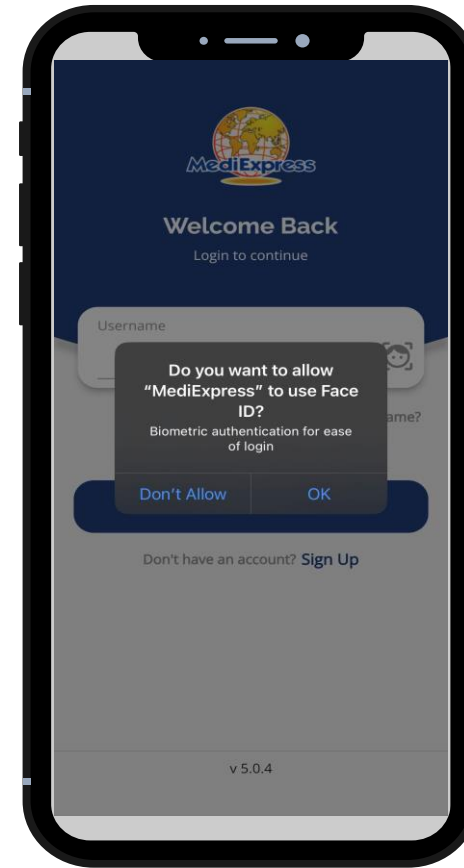 MediExpress
Welcome Back
Login to continue
Username
Do you want to allow
“MediExpress” to use Face
ID?
Biometric authentication for ease
of login
ame?
Don’t Allow
OK
Don't have an account? Sign Up
v 5.0.4